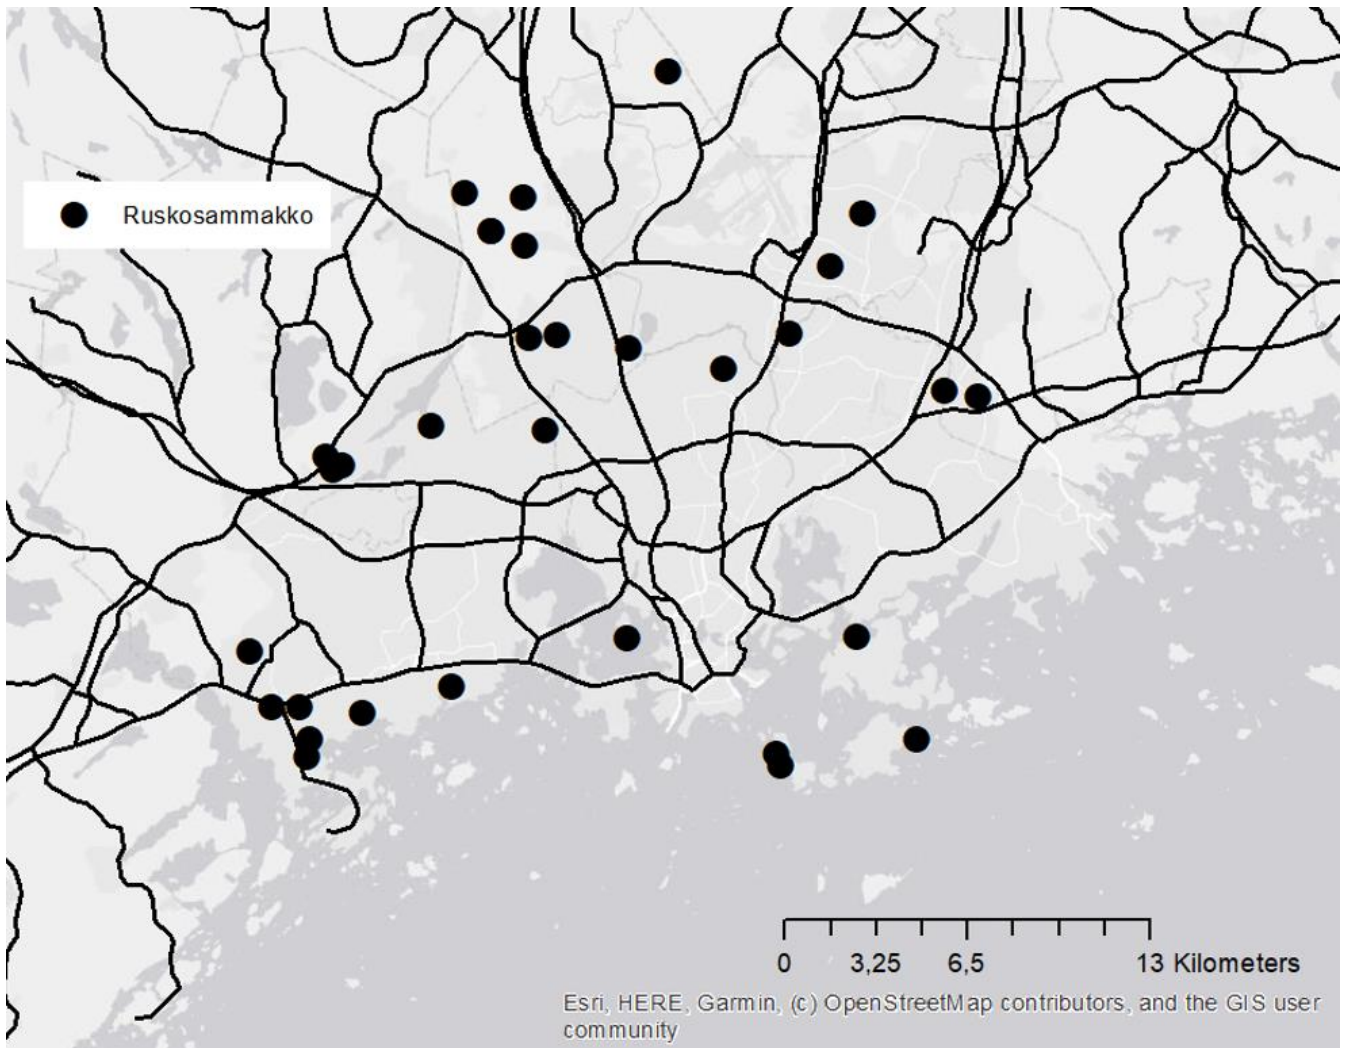 Ruskosammakko
0 3,25 6,5 13 Kilometers
Esri, HERE, Garmin, (c) OpenStreetMap contributors, and the GIS user
community